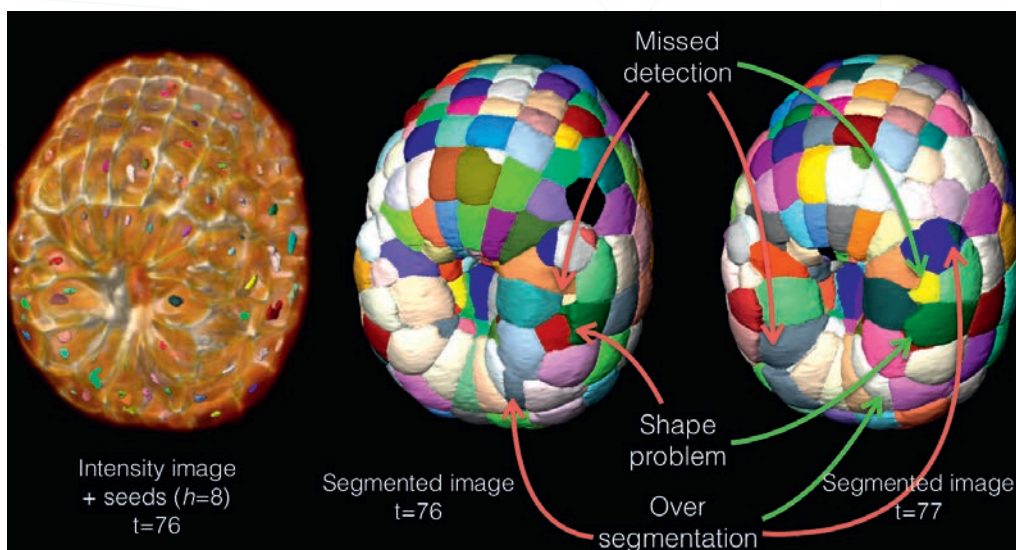 Missed
detection
Shape
problem
Intensity image
+ seeds (h=8)
t=76
Segmented image
t=76
Over
segmentation
Segmented image
t=77